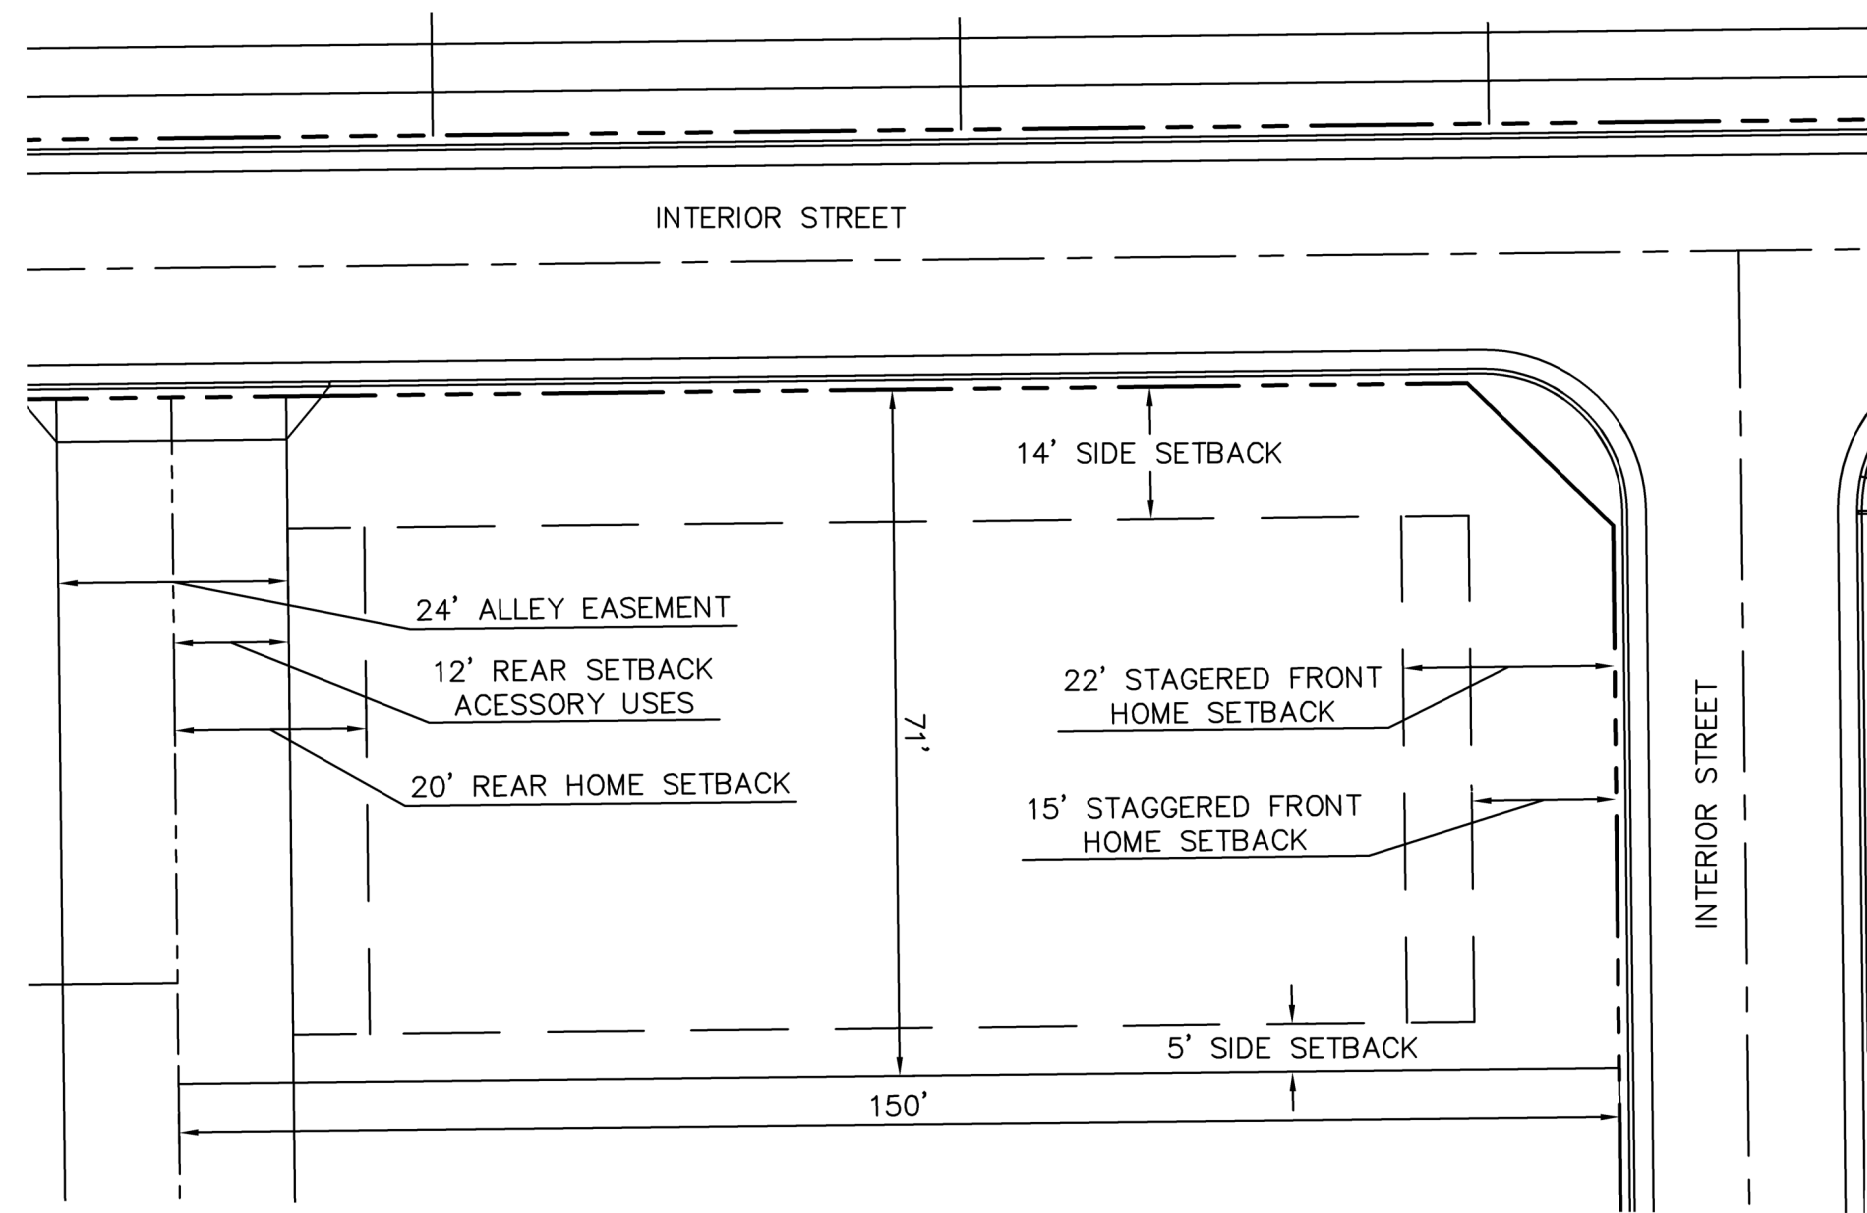 INTERIOR STREET
14' SIDE SETBACK
24' ALLEY EASEMENT
12' REAR SETBACK
ACESSORY USES
20' REAR HOME SETBACK
71'
22' STAGERED FRONT
HOME SETBACK
15' STAGGERED FRONT
HOME SETBACK
INTERIOR STREET
5' SIDE SETBACK
150'